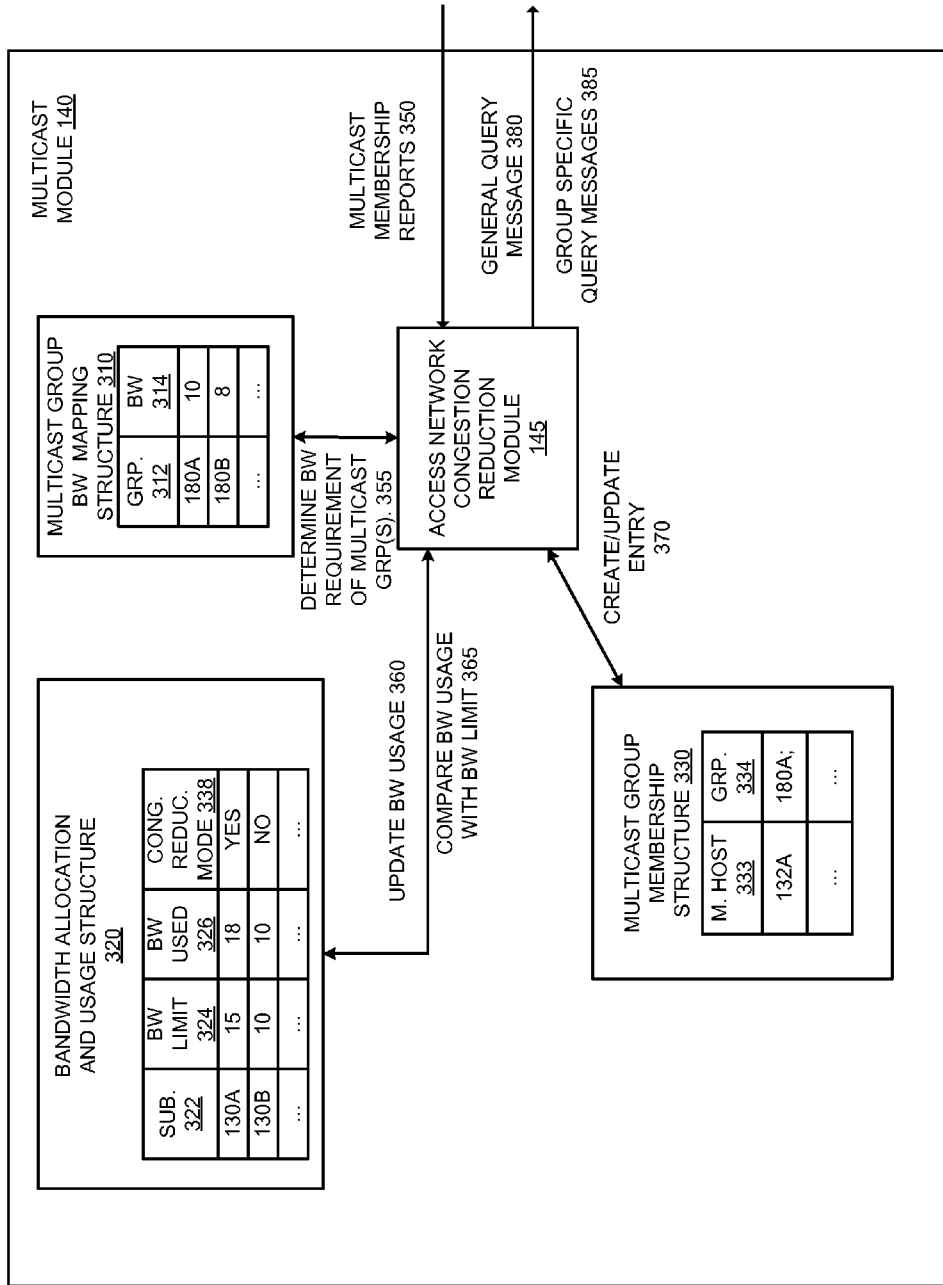 BANDWIDTH ALLOCATION
AND USAGE STRUCTURE
320
SUB.
322
BW
LIMIT
324
BW
USED
326
CONG.
REDUC.
MODE 338
130A
15
18
YES
130B
10
10
NO
...
...
...
...
MULTICAST GROUP
BW MAPPING
STRUCTURE 310
GRP.
312
BW
314
180A
10
180B
8
...
...
MULTICAST
MODULE 140
UPDATE BW USAGE 360
COMPARE BW USAGE
WITH BW LIMIT 365
DETERMINE BW
REQUIREMENT
OF MULTICAST
GRP(S). 355
ACCESS NETWORK
CONGESTION
REDUCTION
MODULE
145
MULTICAST
MEMBERSHIP
REPORTS 350
GENERAL QUERY
MESSAGE 380
GROUP SPECIFIC
QUERY MESSAGES 385
CREATE/UPDATE
ENTRY
370
MULTICAST GROUP
MEMBERSHIP
STRUCTURE 330
M. HOST
333
GRP.
334
132A
180A;
...
...